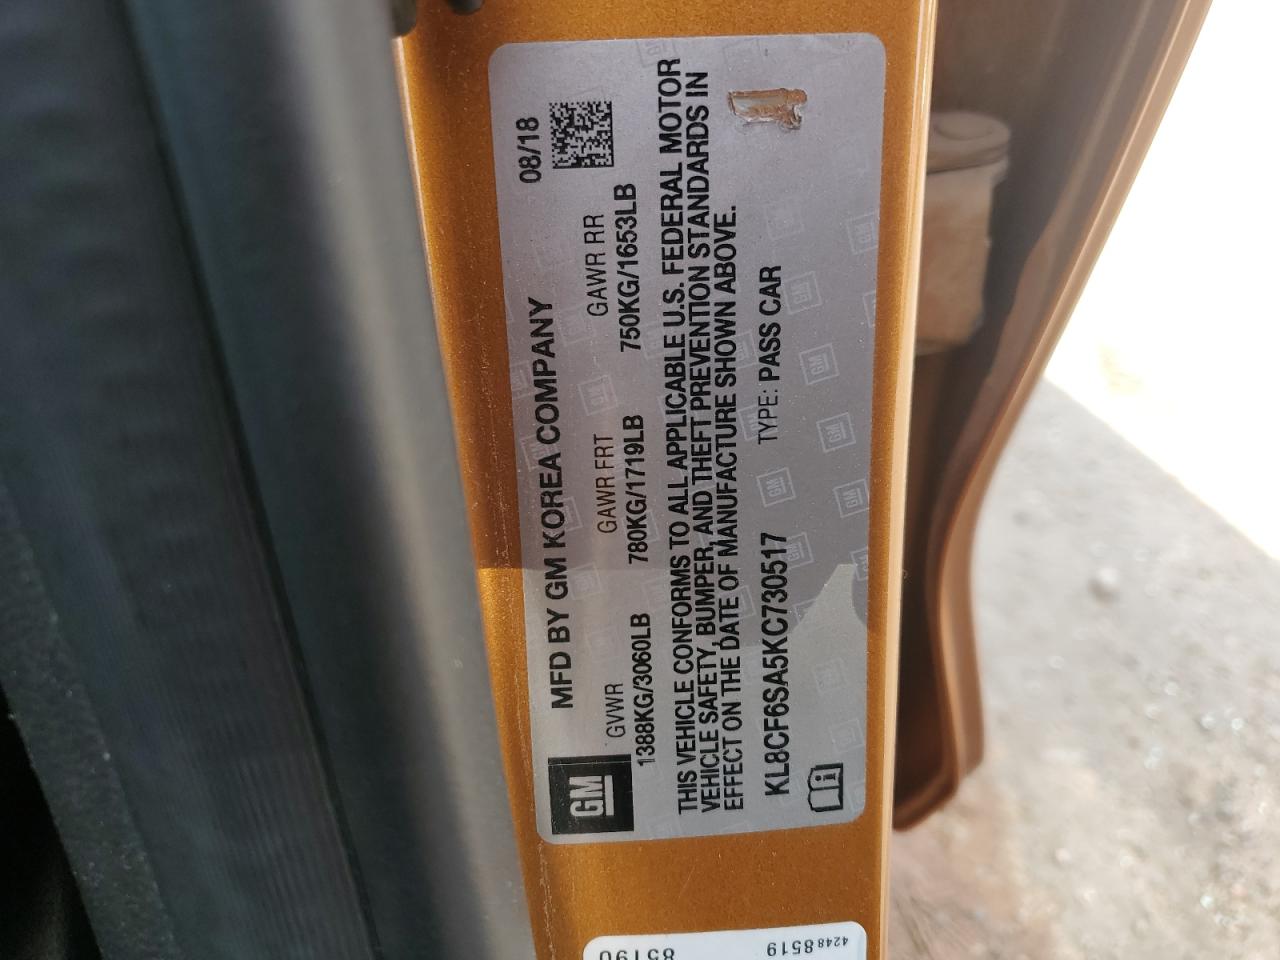 MFD BY GM KOREA COMPANY 08/18
GVWR GAWR FRT GAWR RR
1388KG/3060LB 780KG/1719LB 750KG/1653LB
GM
THIS VEHICLE CONFORMS TO ALL APPLICABLE U.S. FEDERAL MOTOR
VEHICLE SAFETY, BUMPER, AND THEFT PREVENTION STANDARDS IN
EFFECT ON THE DATE OF MANUFACTURE SHOWN ABOVE.
KL8CF6SA5KC730517 TYPE: PASS CAR
42488519